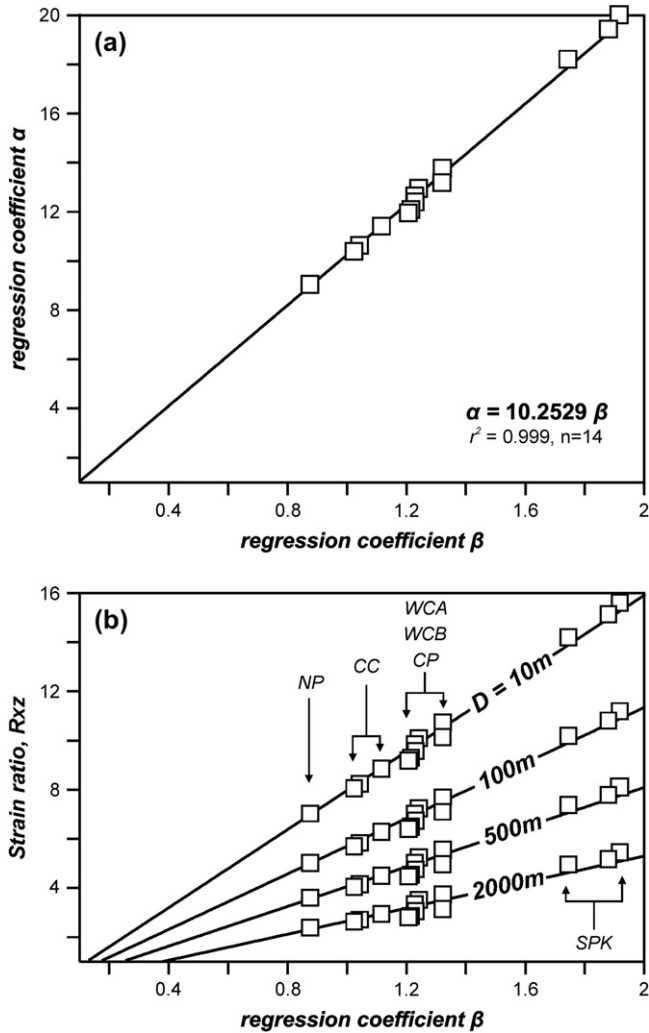 20
(a)
16
12
8
4
regression coefficient α
α = 10.2529 β
r² = 0.999, n=14
0.4
0.8
1.2
1.6
2
regression coefficient β
16
(b)
WCA
WCB
CP
CC
NP
12
8
4
Strain ratio, Rxz
D = 10m
100m
500m
2000m
SPK
0.4
0.8
1.2
1.6
2
regression coefficient β